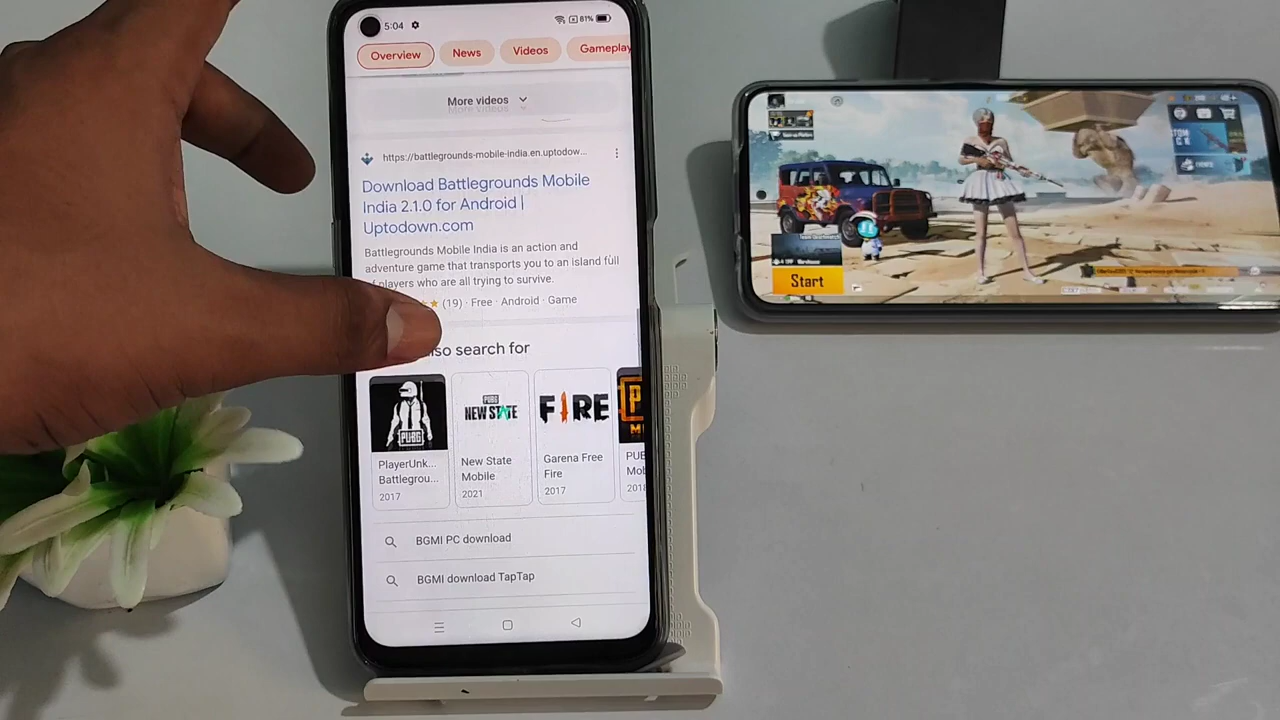 5:04
81%
Overview
News
Videos
Gameplay
More videos
https://battlegrounds-mobile-india.en.uptodow...
Download Battlegrounds Mobile
India 2.1.0 for Android |
Uptodown.com
Battlegrounds Mobile India is an action and
adventure game that transports you to an island full
of players who are all trying to survive.
(19) · Free · Android · Game
also search for
PUBG
PUBG
NEW STATE
FIRE
PlayerUnk...
Battlegrou...
2017
New State
Mobile
2021
Garena Free
Fire
2017
PUB
Mob
2018
BGMI PC download
BGMI download TapTap
Start